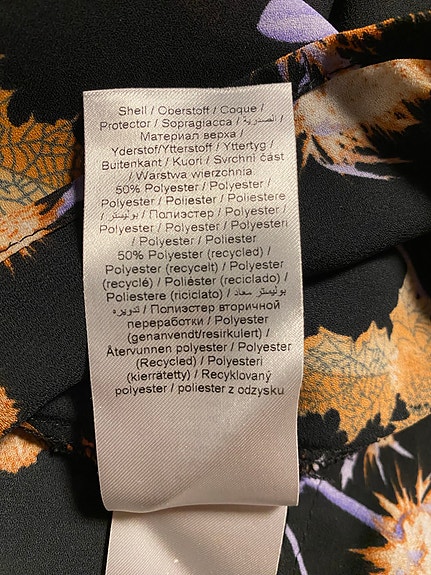 Shell / Oberstoff / Coque /
Protector / Sopragiacca / الصدرية /
Материал верха /
Yderstof/Ytterstoff / Yttertyg /
Buitenkant / Kuori / Svrchní část
/ Warstwa wierzchnia
50% Polyester / Polyester /
Polyester / Poliester / Poliestere
/ بوليستر / Полиэстер / Polyester
/ Polyester / Polyester / Polyesteri
/ Polyester / Poliester
50% Polyester (recycled) /
Polyester (recycelt) / Polyester
(recyclé) / Poliéster (reciclado) /
Poliestere (riciclato) / بوليستر معاد
تدويره / Полиэстер вторичной
переработки / Polyester
(genanvendt/resirkulert) /
Återvunnen polyester / Polyester
(Recycled) / Polyesteri
(kierrätetty) / Recyklovaný
polyester / poliester z odzysku